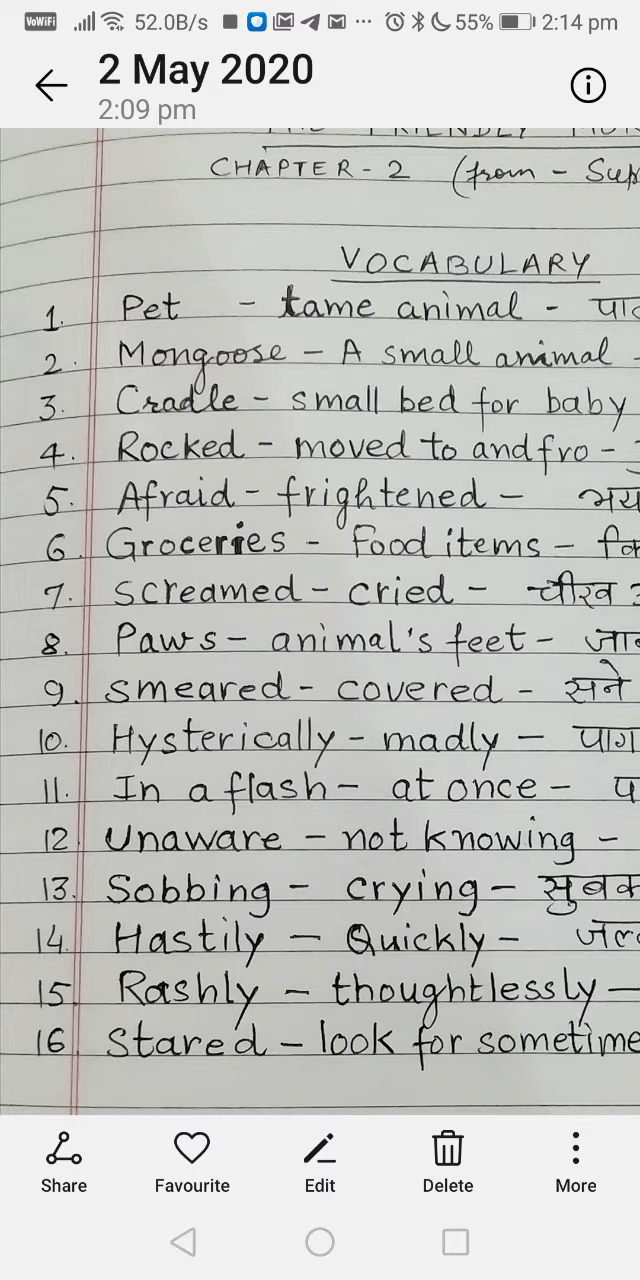 VoWiFi 52.0B/s 55% 2:14 pm
2 May 2020
2:09 pm
FRIENDLY
CHAPTER - 2 (from -
VOCABULARY
1. Pet - tame animal -
2. Mongoose - A small animal -
3. Cradle - small bed for baby
4. Rocked - moved to and fro -
5. Afraid - frightened -
6. Groceries - Food items -
7. Screamed - cried - चीख
8. Paws - animal's feet -
9. Smeared - covered - सने
10. Hysterically - madly -
11. In a flash - at once -
12 Unaware - not knowing -
13. Sobbing - crying -
14. Hastily - Quickly -
15. Rashly - thoughtlessly -
16 Stared - look for sometime
Share Favourite Edit Delete More